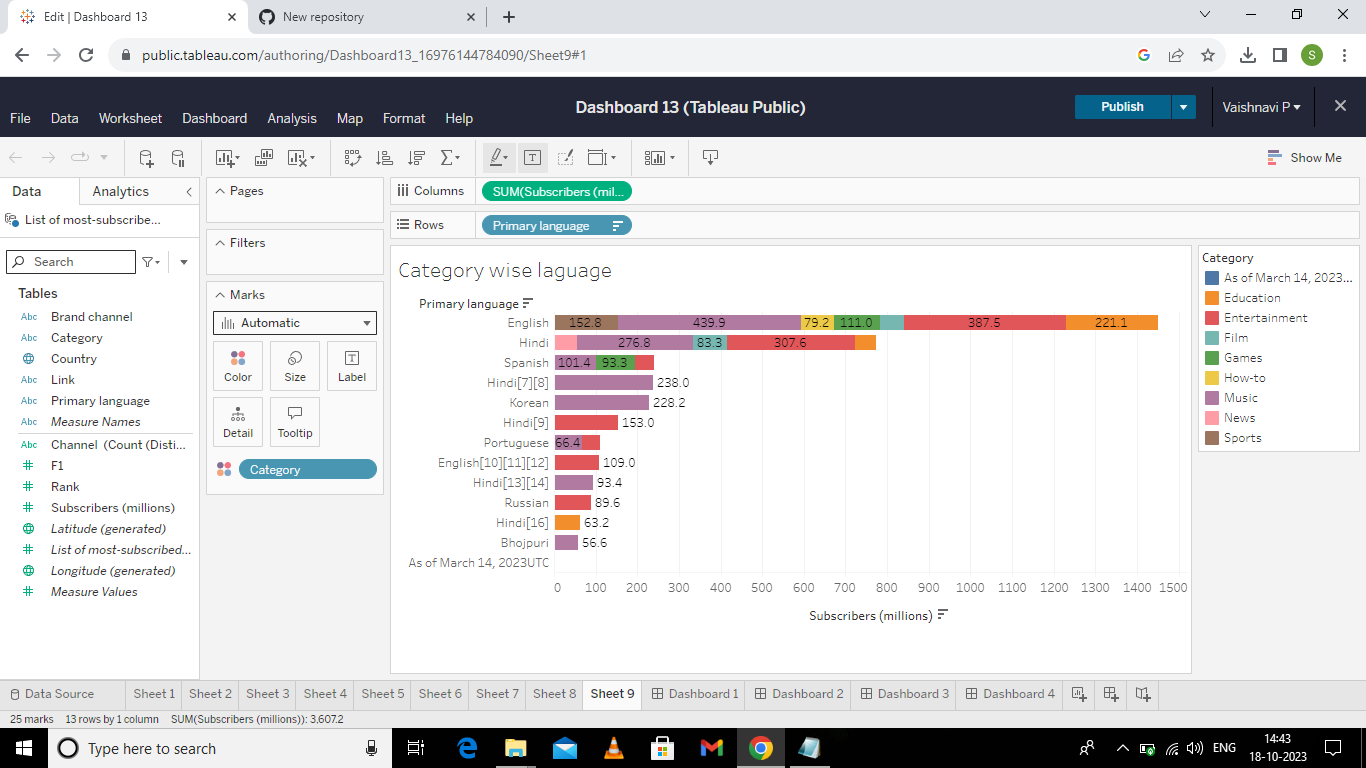 Edit | Dashboard 13
New repository
public.tableau.com/authoring/Dashboard13_16976144784090/Sheet9#1
S
Dashboard 13 (Tableau Public)
Publish
Vaishnavi P
File Data Worksheet Dashboard Analysis Map Format Help
Show Me
Data Analytics
List of most-subscribe...
Search
Tables
Abc Brand channel
Abc Category
Country
Abc Link
Abc Primary language
Abc Measure Names
Abc Channel (Count (Disti...
F1
Rank
Subscribers (millions)
Latitude (generated)
List of most-subscribed...
Longitude (generated)
Measure Values
Pages
Filters
Marks
Automatic
Color Size Label
Detail Tooltip
Category
Columns SUM(Subscribers (mil...
Rows Primary language
Category wise laguage
Primary language
English 152.8 439.9 79.2 111.0 387.5 221.1
Hindi 276.8 83.3 307.6
Spanish 101.4 93.3
Hindi[7][8] 238.0
Korean 228.2
Hindi[9] 153.0
Portuguese 66.4
English[10][11][12] 109.0
Hindi[13][14] 93.4
Russian 89.6
Hindi[16] 63.2
Bhojpuri 56.6
As of March 14, 2023UTC
0 100 200 300 400 500 600 700 800 900 1000 1100 1200 1300 1400 1500
Subscribers (millions)
Category
As of March 14, 2023...
Education
Entertainment
Film
Games
How-to
Music
News
Sports
Data Source Sheet 1 Sheet 2 Sheet 3 Sheet 4 Sheet 5 Sheet 6 Sheet 7 Sheet 8 Sheet 9 Dashboard 1 Dashboard 2 Dashboard 3 Dashboard 4
25 marks 13 rows by 1 column SUM(Subscribers (millions)): 3,607.2
Type here to search
ENG
14:43
18-10-2023